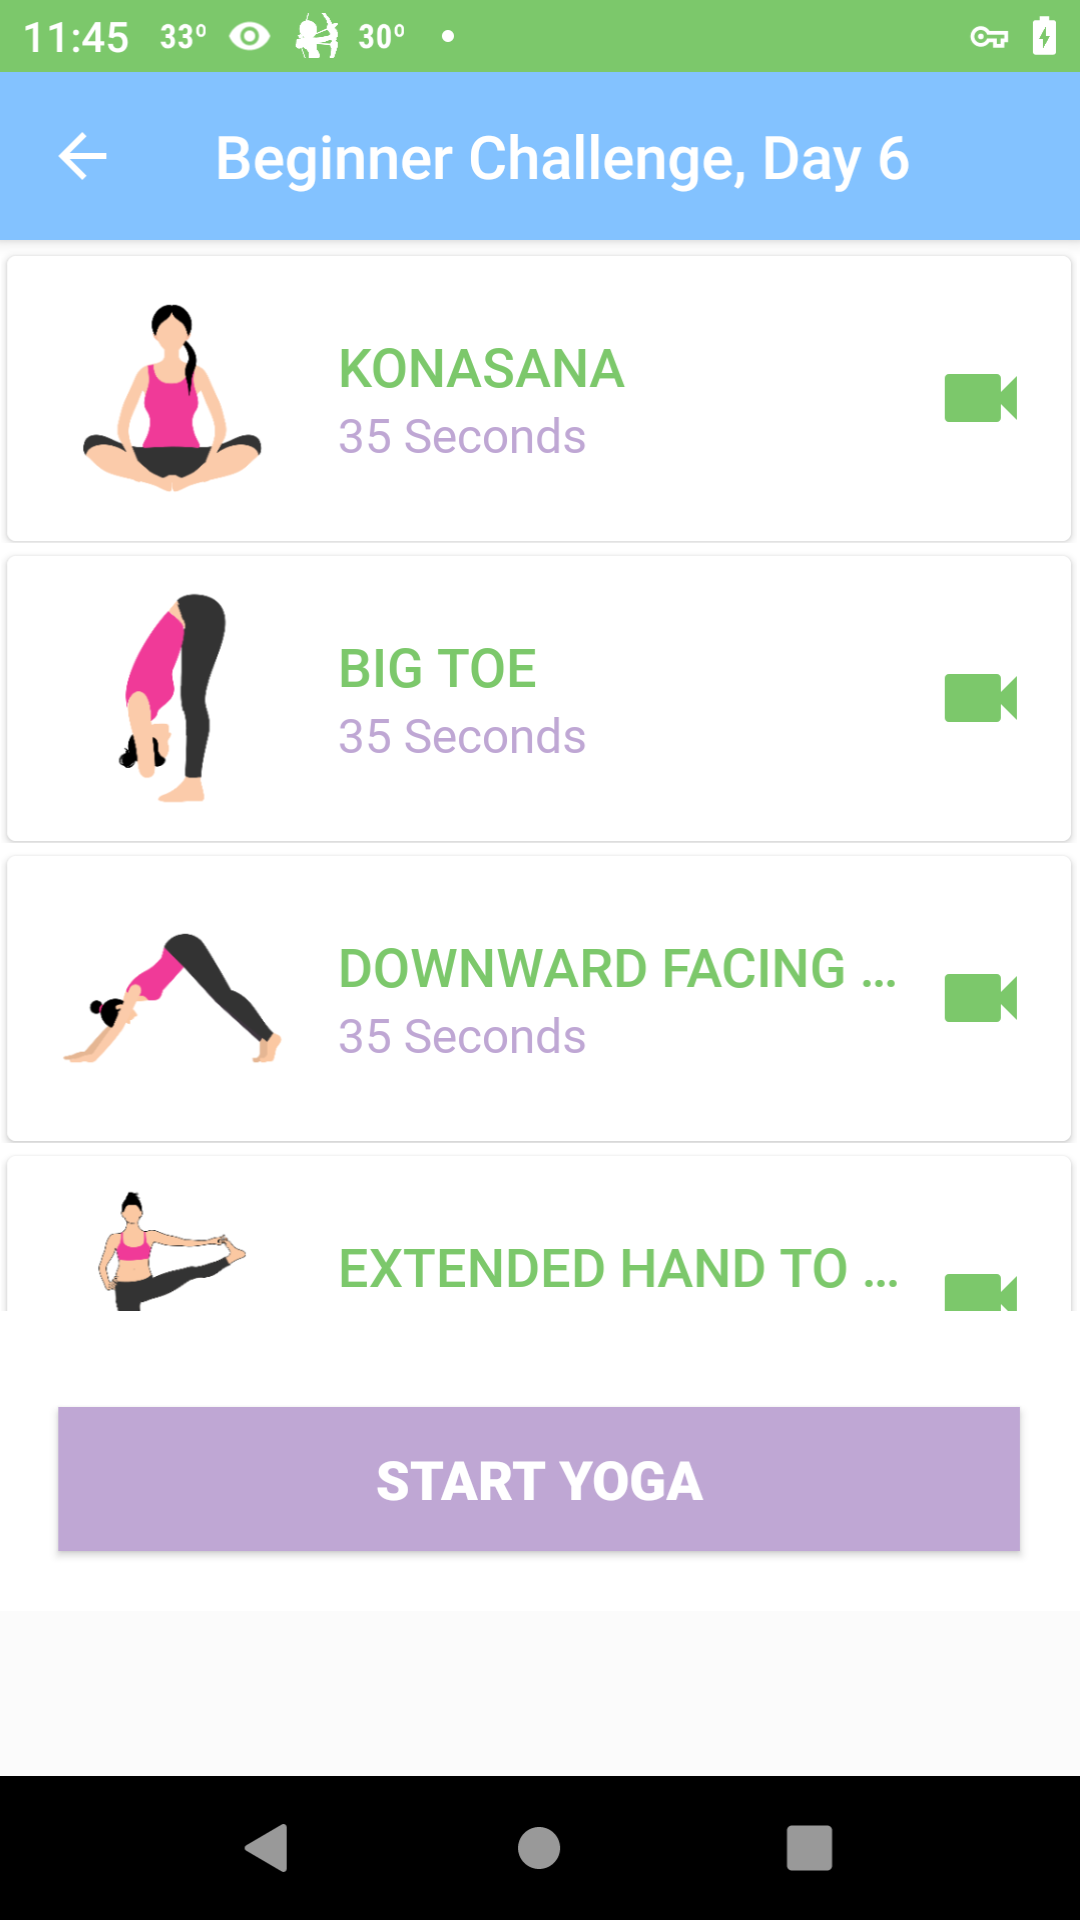 11:45 33° 30°
Beginner Challenge, Day 6
KONASANA
35 Seconds
BIG TOE
35 Seconds
DOWNWARD FACING ...
35 Seconds
EXTENDED HAND TO ...
START YOGA